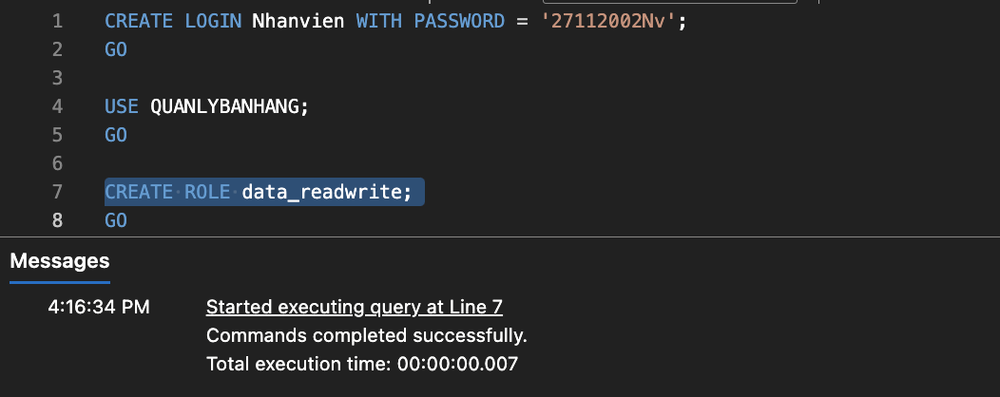 1 CREATE LOGIN Nhanvien WITH PASSWORD = '27112002Nv';
2 GO
3
4 USE QUANLYBANHANG;
5 GO
6
7 CREATE ROLE data_readwrite;
8 GO
Messages
4:16:34 PM Started executing query at Line 7
Commands completed successfully.
Total execution time: 00:00:00.007